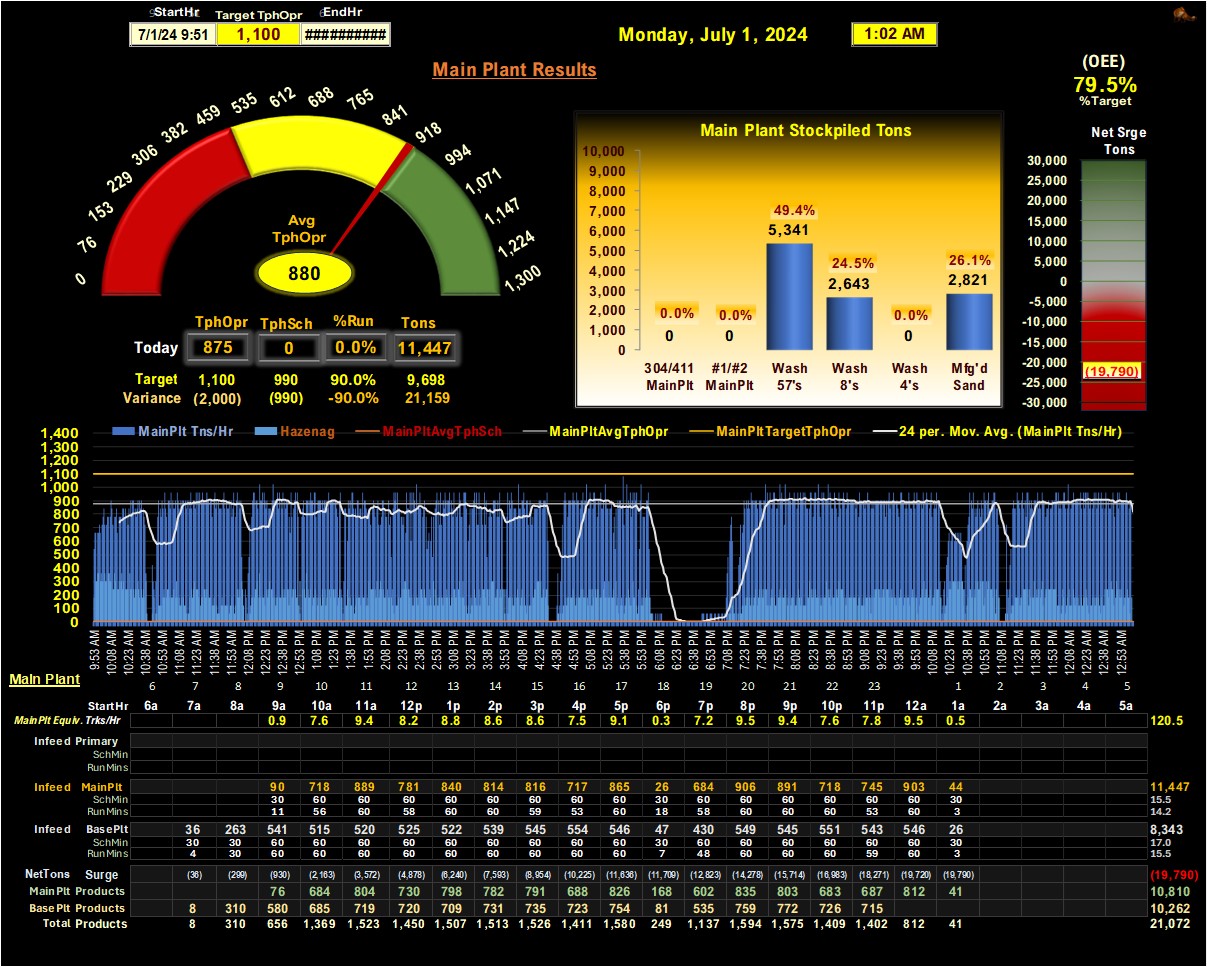 StartHr Target TphOpr EndHr
7/1/24 9:51 1,100 ##########
Monday, July 1, 2024 1:02 AM
Main Plant Results
(OEE)
79.5%
%Target
0 76 153 229 306 382 459 535 612 688 765 841 918 994 1,071 1,147 1,224 1,300
Avg
TphOpr
880
TphOpr TphSch %Run Tons
Today 875 0 0.0% 11,447
Target 1,100 990 90.0% 9,698
Variance (2,000) (990) -90.0% 21,159
Main Plant Stockpiled Tons
10,000
9,000
8,000
7,000
6,000
5,000
4,000
3,000
2,000
1,000
0
0.0% 0.0% 49.4% 24.5% 0.0% 26.1%
0 0 5,341 2,643 0 2,821
304/411 #1/#2 Wash Wash Wash Mfg'd
MainPlt MainPlt 57's 8's 4's Sand
Net Srge
Tons
30,000
25,000
20,000
15,000
10,000
5,000
0
-5,000
-10,000
-15,000
-20,000
-25,000
-30,000
(19,790)
MainPlt Tns/Hr Hazenag MainPltAvgTphSch MainPltAvgTphOpr MainPltTargetTphOpr 24 per. Mov. Avg. (MainPlt Tns/Hr)
1,400
1,300
1,200
1,100
1,000
900
800
700
600
500
400
300
200
100
0
9:53 AM 10:08 AM 10:23 AM 10:38 AM 10:53 AM 11:08 AM 11:22 AM 11:38 AM 11:53 AM 12:08 PM 12:23 PM 12:38 PM 12:53 PM 1:08 PM 1:23 PM 1:38 PM 1:53 PM 2:08 PM 2:23 PM 2:38 PM 2:53 PM 3:08 PM 3:23 PM 3:38 PM 3:50 PM 4:08 PM 4:23 PM 4:38 PM 4:53 PM 5:08 PM 5:23 PM 5:38 PM 5:53 PM 6:08 PM 6:23 PM 6:38 PM 6:53 PM 7:08 PM 7:23 PM 7:38 PM 7:53 PM 8:08 PM 8:23 PM 8:38 PM 8:53 PM 9:08 PM 9:23 PM 9:38 PM 9:53 PM 10:08 PM 10:23 PM 10:38 PM 10:53 PM 11:08 PM 11:23 PM 11:38 PM 11:53 PM 12:08 AM 12:23 AM 12:38 AM 12:53 AM
Main Plant
6 7 8 9 10 11 12 13 14 15 16 17 18 19 20 21 22 23 1 2 3 4 5
StartHr 6a 7a 8a 9a 10a 11a 12p 1p 2p 3p 4p 5p 6p 7p 8p 9p 10p 11p 12a 1a 2a 3a 4a 5a
MainPlt Equiv. Trks/Hr 0.9 7.6 9.4 8.2 8.8 8.6 8.6 7.5 9.1 0.3 7.2 9.5 9.4 7.6 7.8 9.5 0.5 120.5
Infeed Primary
SchMin
RunMins
Infeed MainPlt 90 718 889 781 840 814 816 717 865 26 684 906 891 718 745 903 44 11,447
SchMin 30 60 60 60 60 60 60 60 60 30 60 60 60 60 60 60 30 15.5
RunMins 11 56 60 58 60 60 59 53 60 18 58 60 60 60 53 60 3 14.2
Infeed BasePlt 36 263 541 515 520 525 522 539 545 554 546 47 430 549 545 551 543 546 26 8,343
SchMin 30 30 60 60 60 60 60 60 60 60 60 30 60 60 60 60 60 60 30 17.0
RunMins 4 30 60 60 60 60 60 60 60 60 60 7 48 60 60 60 59 60 3 15.5
NetTons Surge (36) (299) (930) (2,163) (3,572) (4,878) (6,240) (7,593) (8,954) (10,225) (11,636) (11,709) (12,823) (14,278) (15,714) (16,983) (18,271) (19,720) (19,790) (19,790)
MainPlt Products 76 684 804 730 798 782 791 688 826 168 602 835 803 683 687 812 41 10,810
BasePlt Products 8 310 580 685 719 720 709 731 735 723 754 81 535 759 772 726 715 10,262
Total Products 8 310 656 1,369 1,523 1,450 1,507 1,513 1,526 1,411 1,580 249 1,137 1,594 1,575 1,409 1,402 812 41 21,072